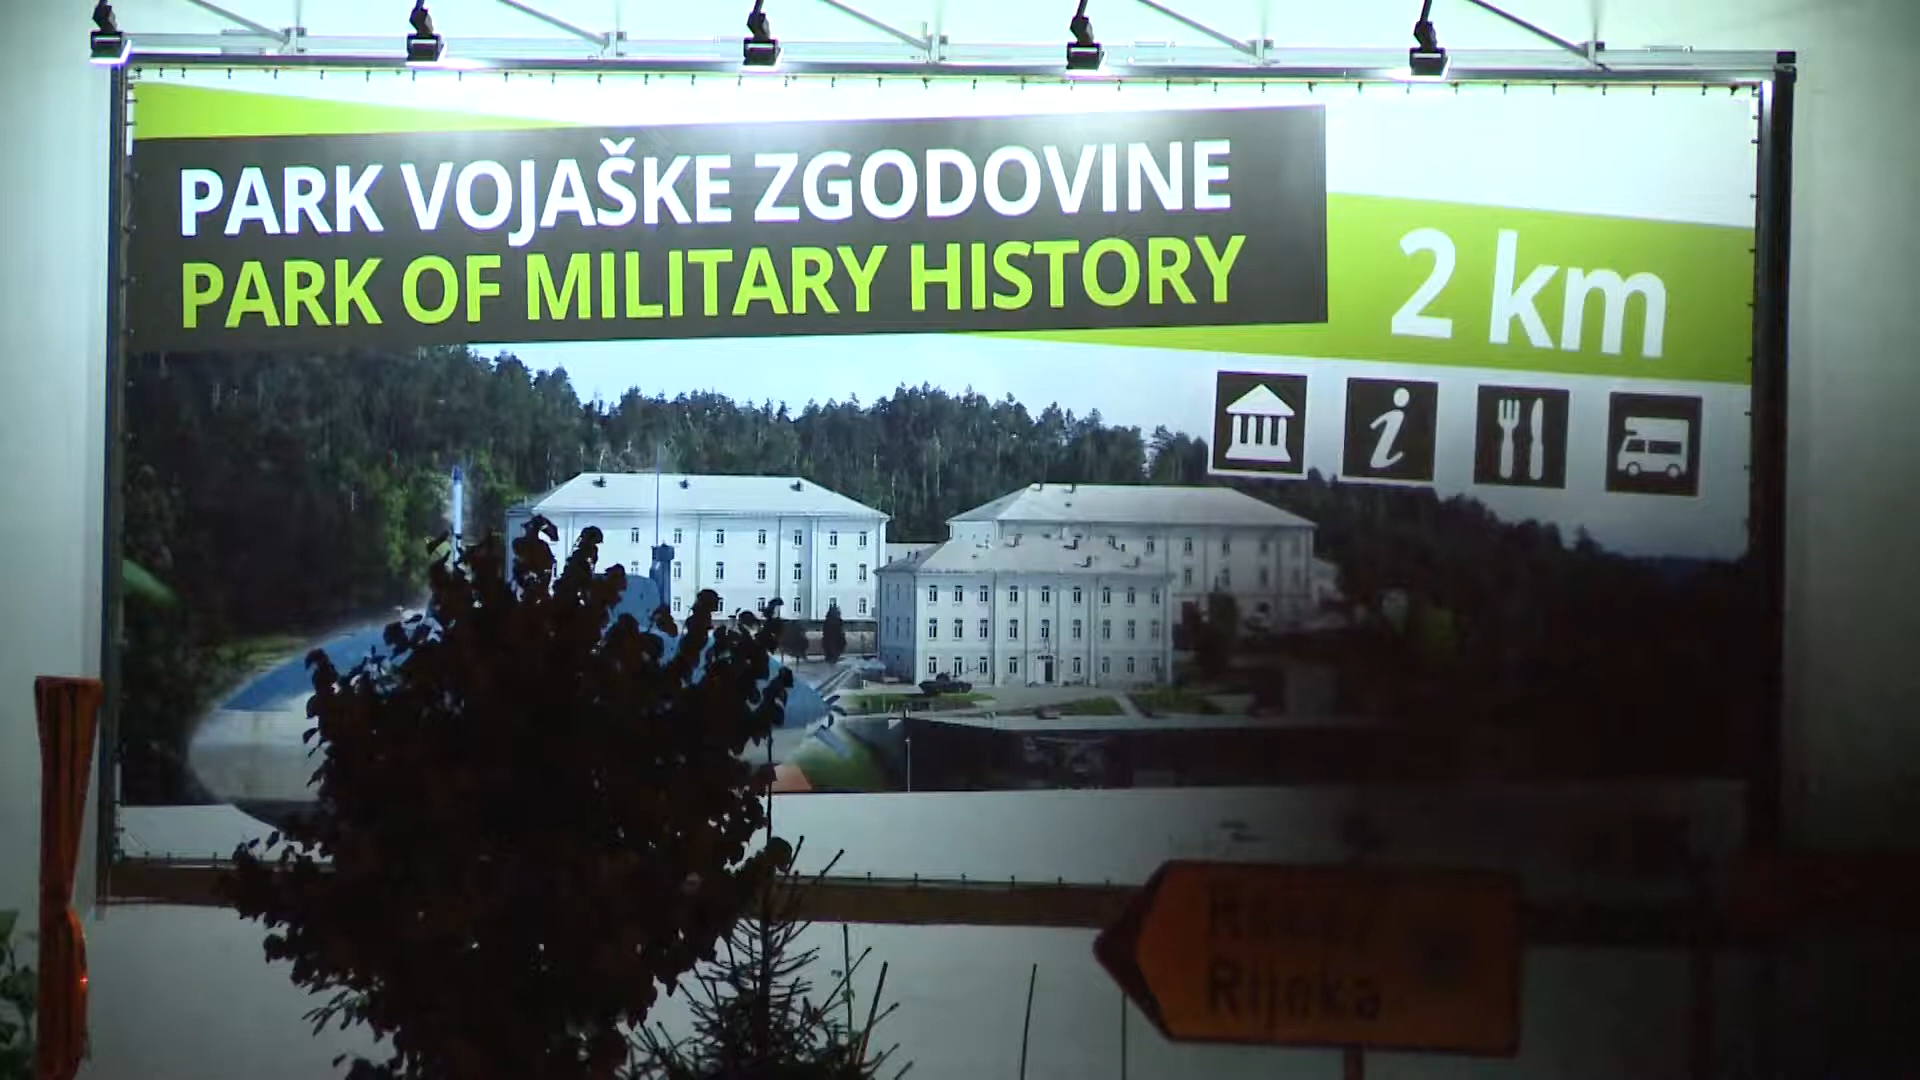 PARK VOJAŠKE ZGODOVINE
PARK OF MILITARY HISTORY
2 km
Rijeka